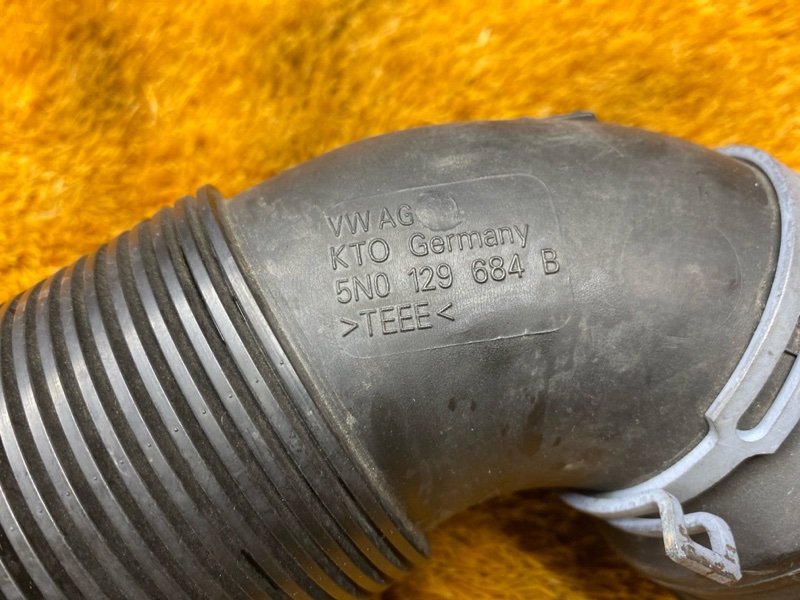 VW AG
KTO Germany
5N0 129 684 B
>TEEE<